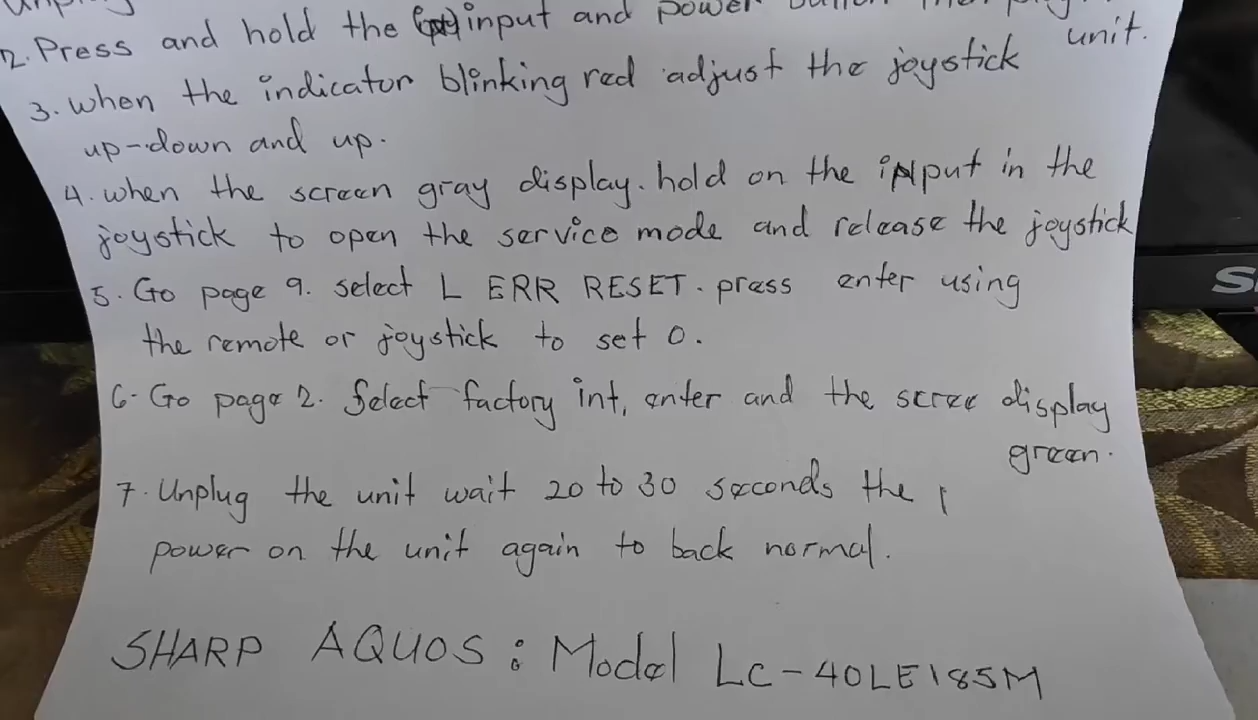 2. Press and hold the input and power button then plug
unit.
3. when the indicator blinking red adjust the joystick
up-down and up.
4. when the screen gray display. hold on the input in the
joystick to open the service mode and release the joystick
5. Go page 9. select L ERR RESET. press enter using
the remote or joystick to set 0.
6. Go page 2. Select factory int, enter and the scree display
green.
7. Unplug the unit wait 20 to 30 seconds the
power on the unit again to back normal.
SHARP AQUOS : Model LC-40LE185M